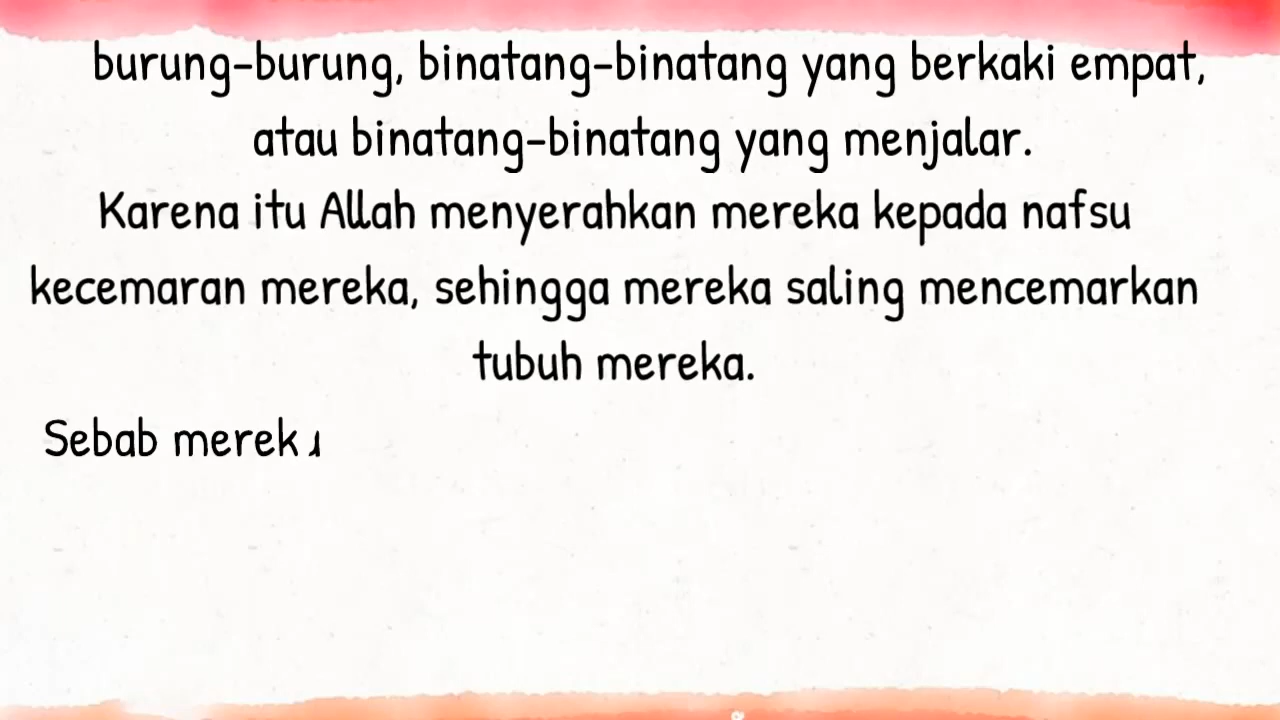 burung-burung, binatang-binatang yang berkaki empat,
atau binatang-binatang yang menjalar.
Karena itu Allah menyerahkan mereka kepada nafsu
kecemaran mereka, sehingga mereka saling mencemarkan
tubuh mereka.
Sebab merek